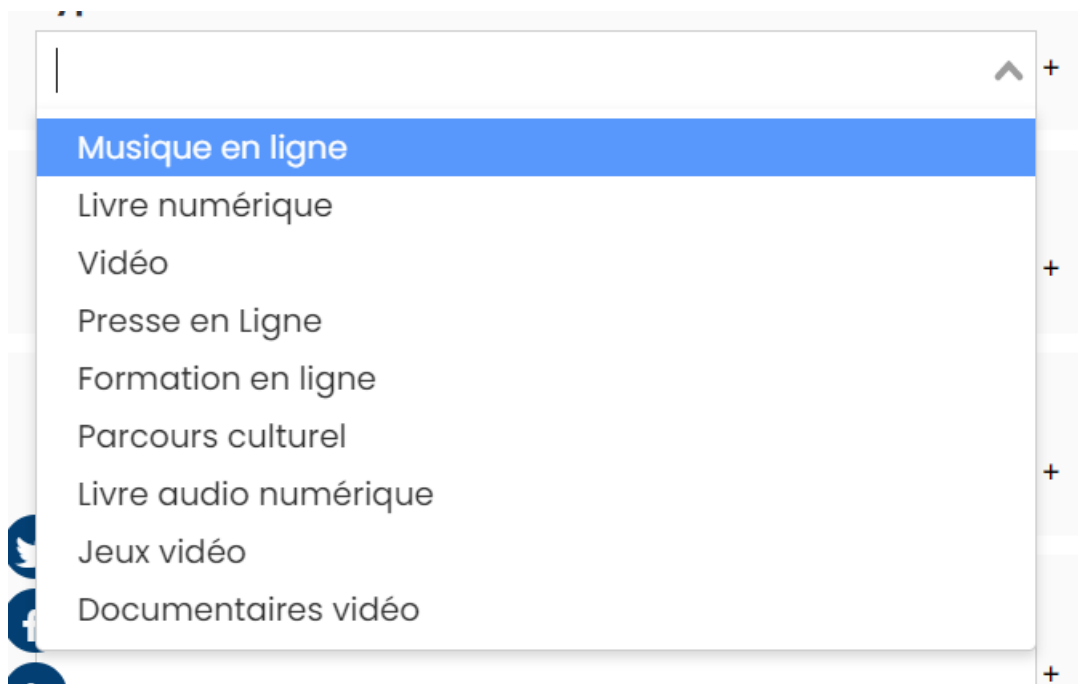 +
Musique en ligne
Livre numérique
Vidéo
+
Presse en Ligne
Formation en ligne
Parcours culturel
+
Livre audio numérique
Jeux vidéo
Documentaires vidéo
+